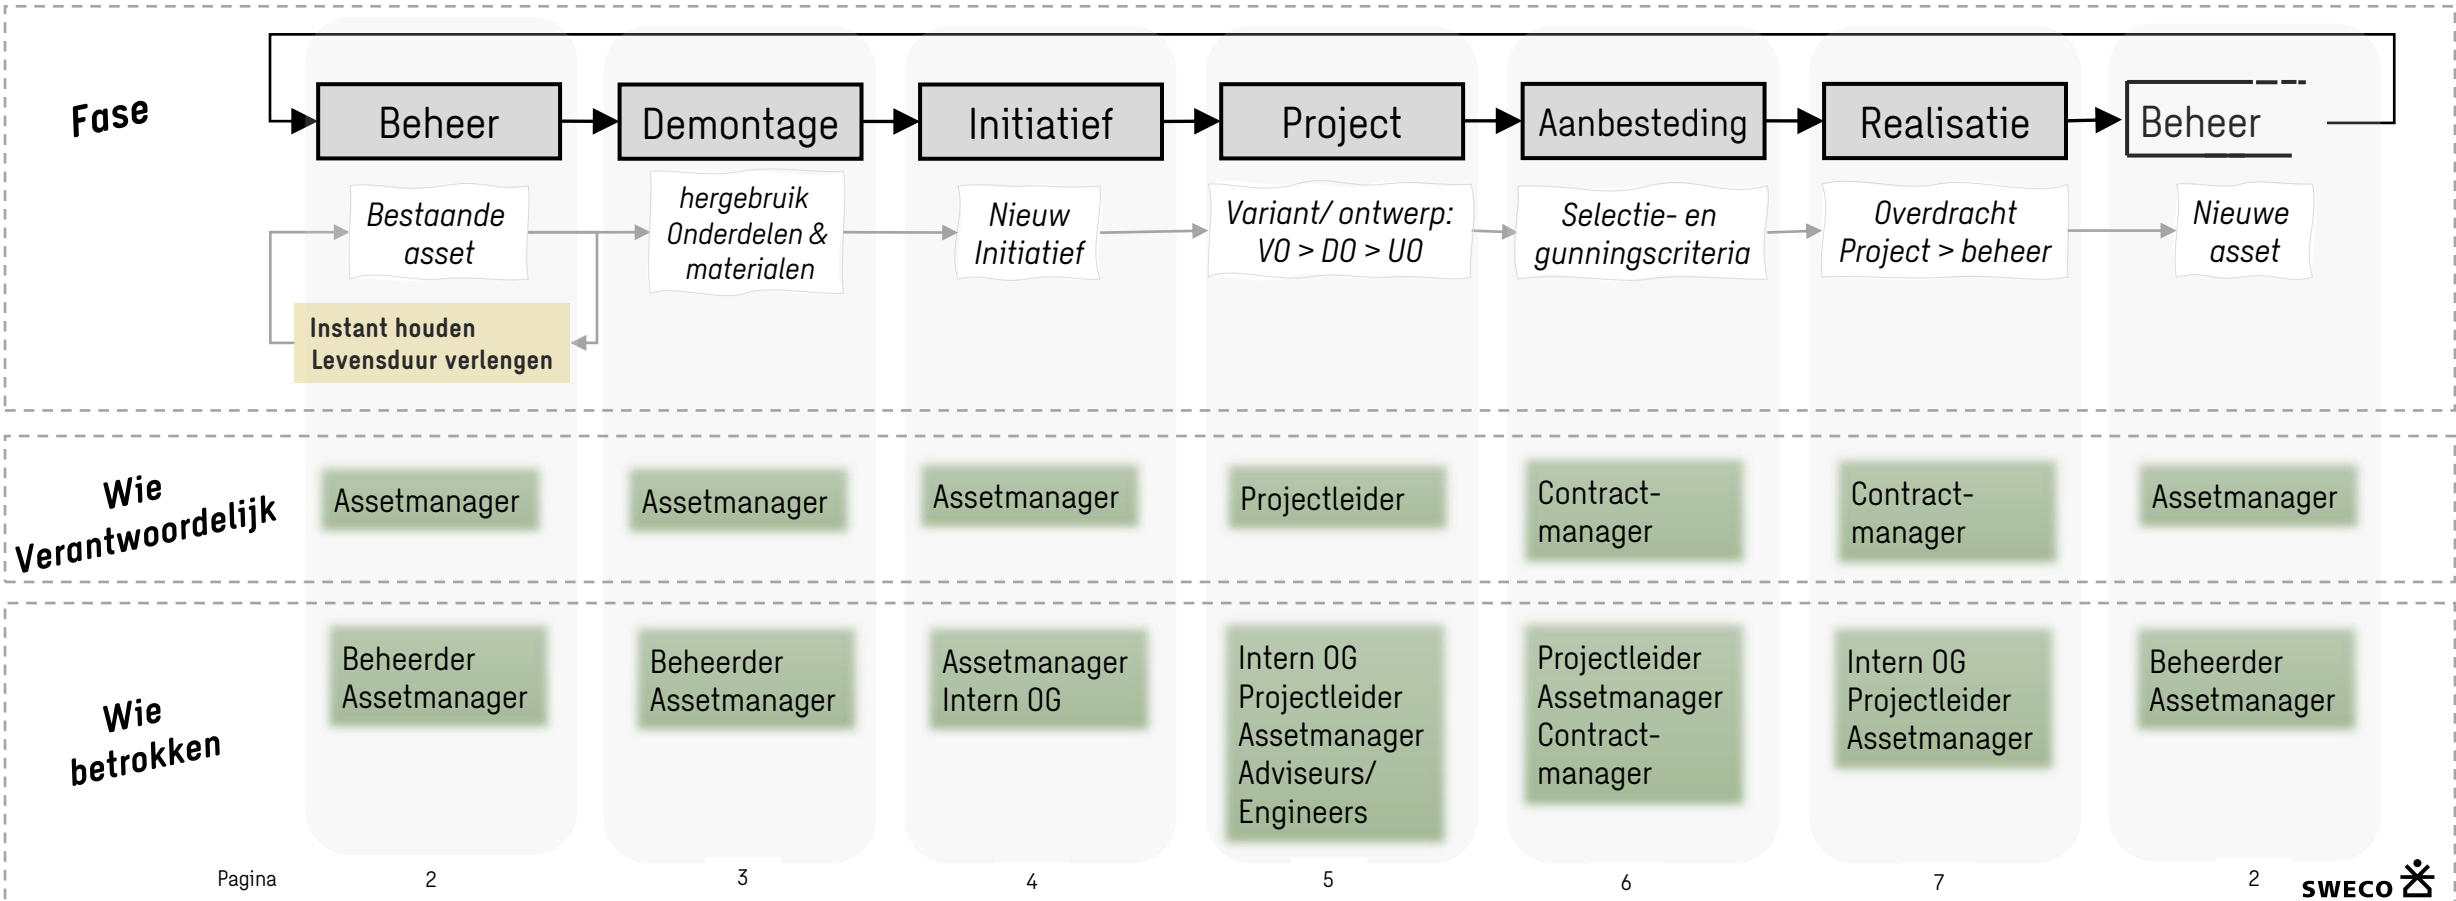 Fase
Beheer
Demontage
Initiatief
Project
Aanbesteding
Realisatie
Beheer
Bestaande
asset
hergebruik
Onderdelen &
materialen
Nieuw
Initiatief
Variant/ ontwerp:
VO > DO > UO
Selectie- en
gunningscriteria
Overdracht
Project > beheer
Nieuwe
asset
Instant houden
Levensduur verlengen
Wie
Verantwoordelijk
Assetmanager
Assetmanager
Assetmanager
Projectleider
Contract-
manager
Contract-
manager
Assetmanager
Wie
betrokken
Beheerder
Assetmanager
Beheerder
Assetmanager
Assetmanager
Intern OG
Intern OG
Projectleider
Assetmanager
Adviseurs/
Engineers
Projectleider
Assetmanager
Contract-
manager
Intern OG
Projectleider
Assetmanager
Beheerder
Assetmanager
Pagina
2
3
4
5
6
7
2
SWECO